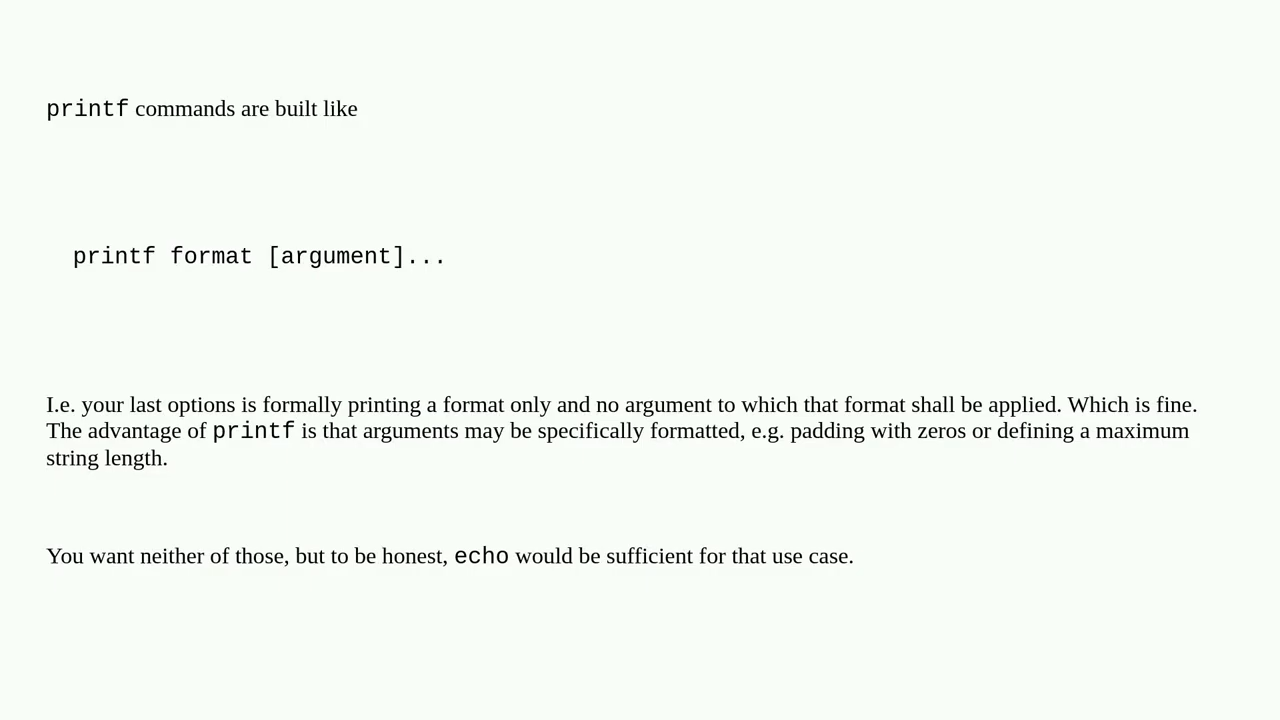 printf commands are built like
printf format [argument]...
I.e. your last options is formally printing a format only and no argument to which that format shall be applied. Which is fine.
The advantage of printf is that arguments may be specifically formatted, e.g. padding with zeros or defining a maximum
string length.
You want neither of those, but to be honest, echo would be sufficient for that use case.